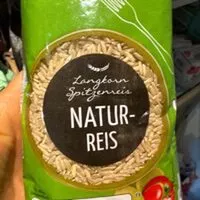 Langkorn
Spitzenreis
NATUR-
REIS